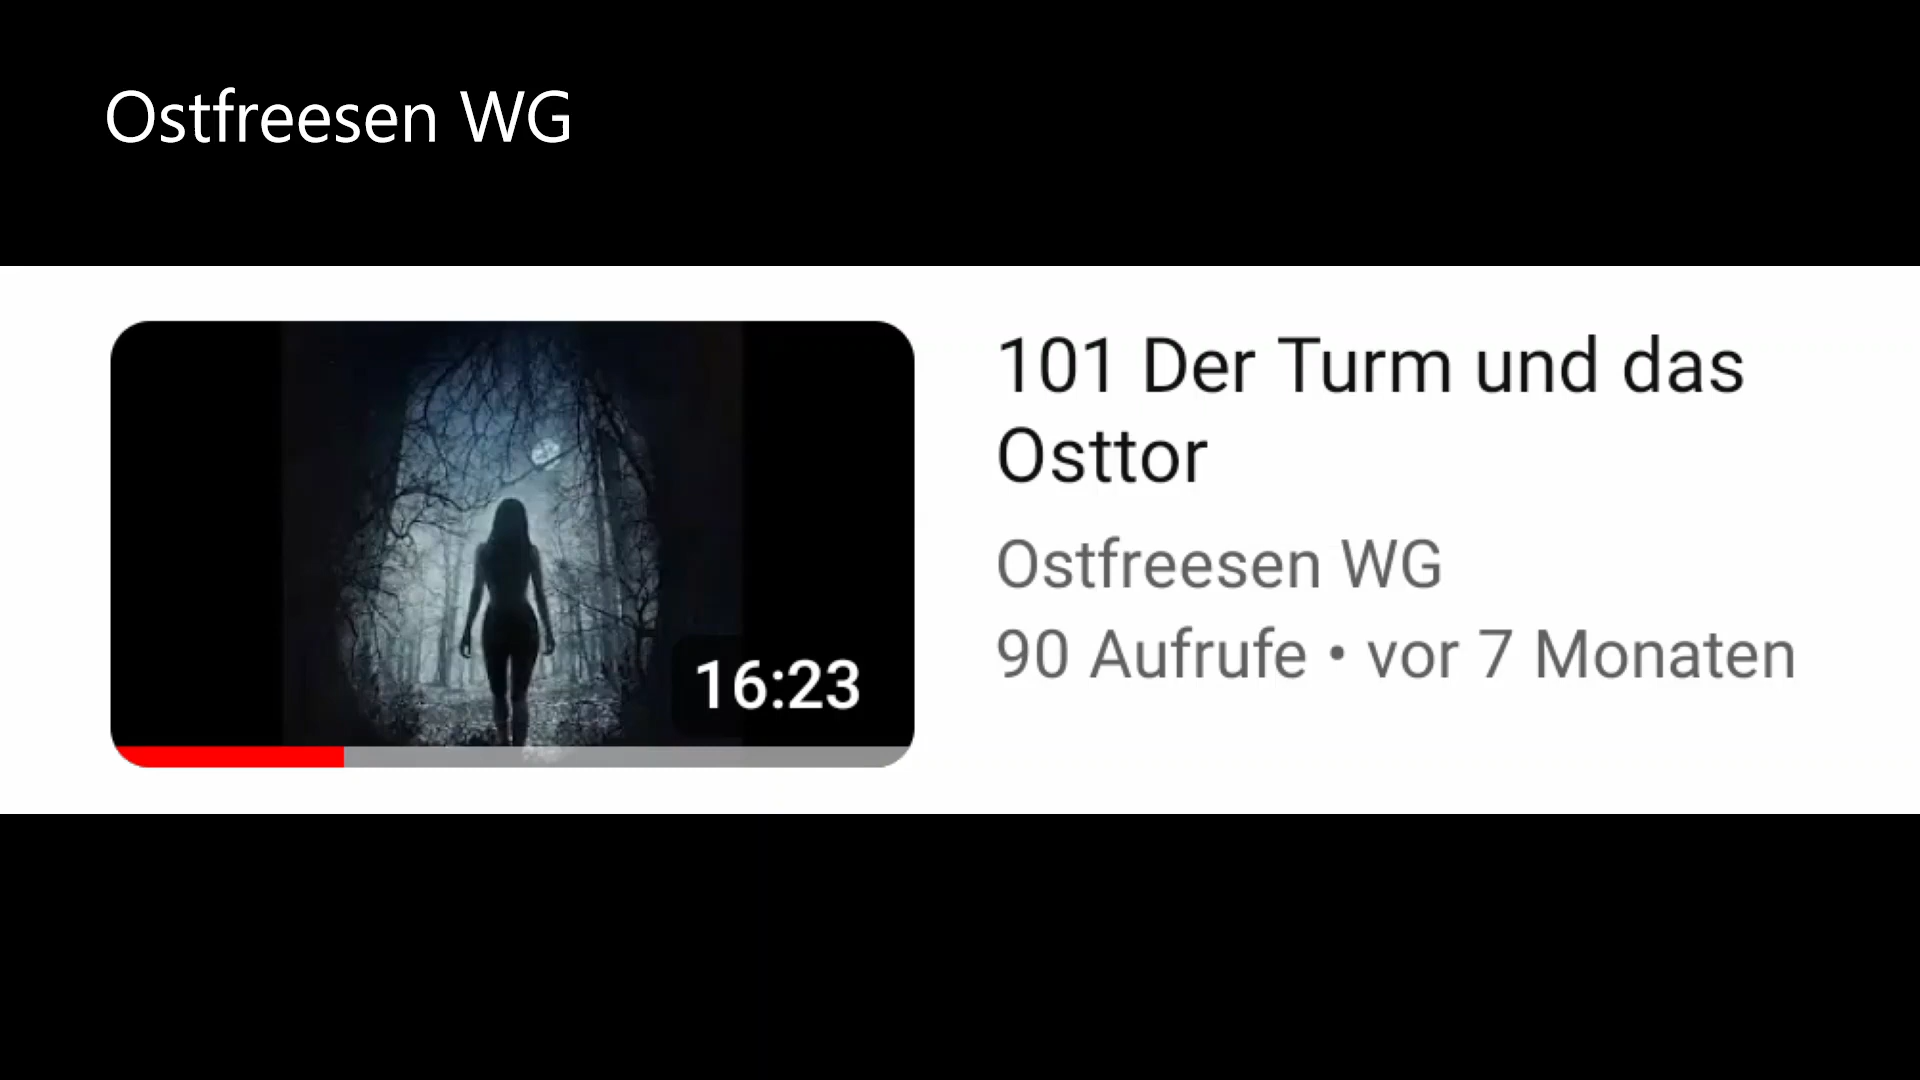 Ostfreesen WG
101 Der Turm und das
Osttor
Ostfreesen WG
90 Aufrufe • vor 7 Monaten
16:23